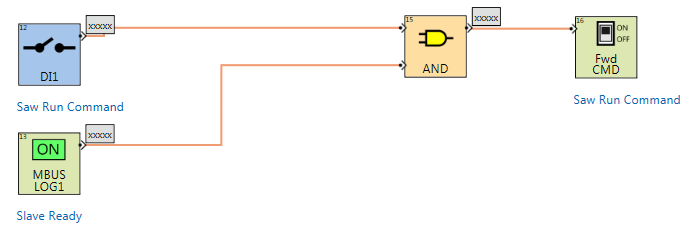 12
xxxxx
DI1
Saw Run Command
13
xxxxx
ON
MBUS
LOG1
Slave Ready
15
xxxxx
AND
16
ON
OFF
Fwd
CMD
Saw Run Command